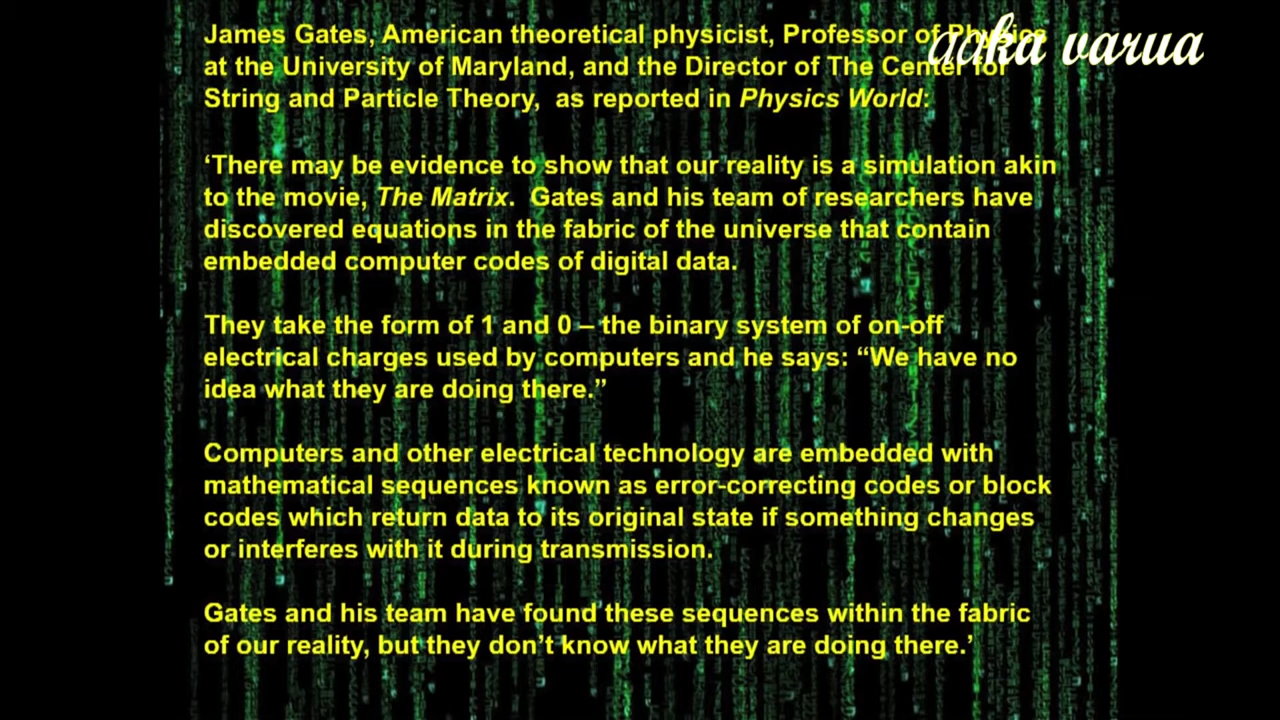 James Gates, American theoretical physicist, Professor of Physics
at the University of Maryland, and the Director of The Center for
String and Particle Theory, as reported in Physics World:
‘There may be evidence to show that our reality is a simulation akin
to the movie, The Matrix. Gates and his team of researchers have
discovered equations in the fabric of the universe that contain
embedded computer codes of digital data.
They take the form of 1 and 0 – the binary system of on-off
electrical charges used by computers and he says: “We have no
idea what they are doing there.”
Computers and other electrical technology are embedded with
mathematical sequences known as error-correcting codes or block
codes which return data to its original state if something changes
or interferes with it during transmission.
Gates and his team have found these sequences within the fabric
of our reality, but they don’t know what they are doing there.’
varua